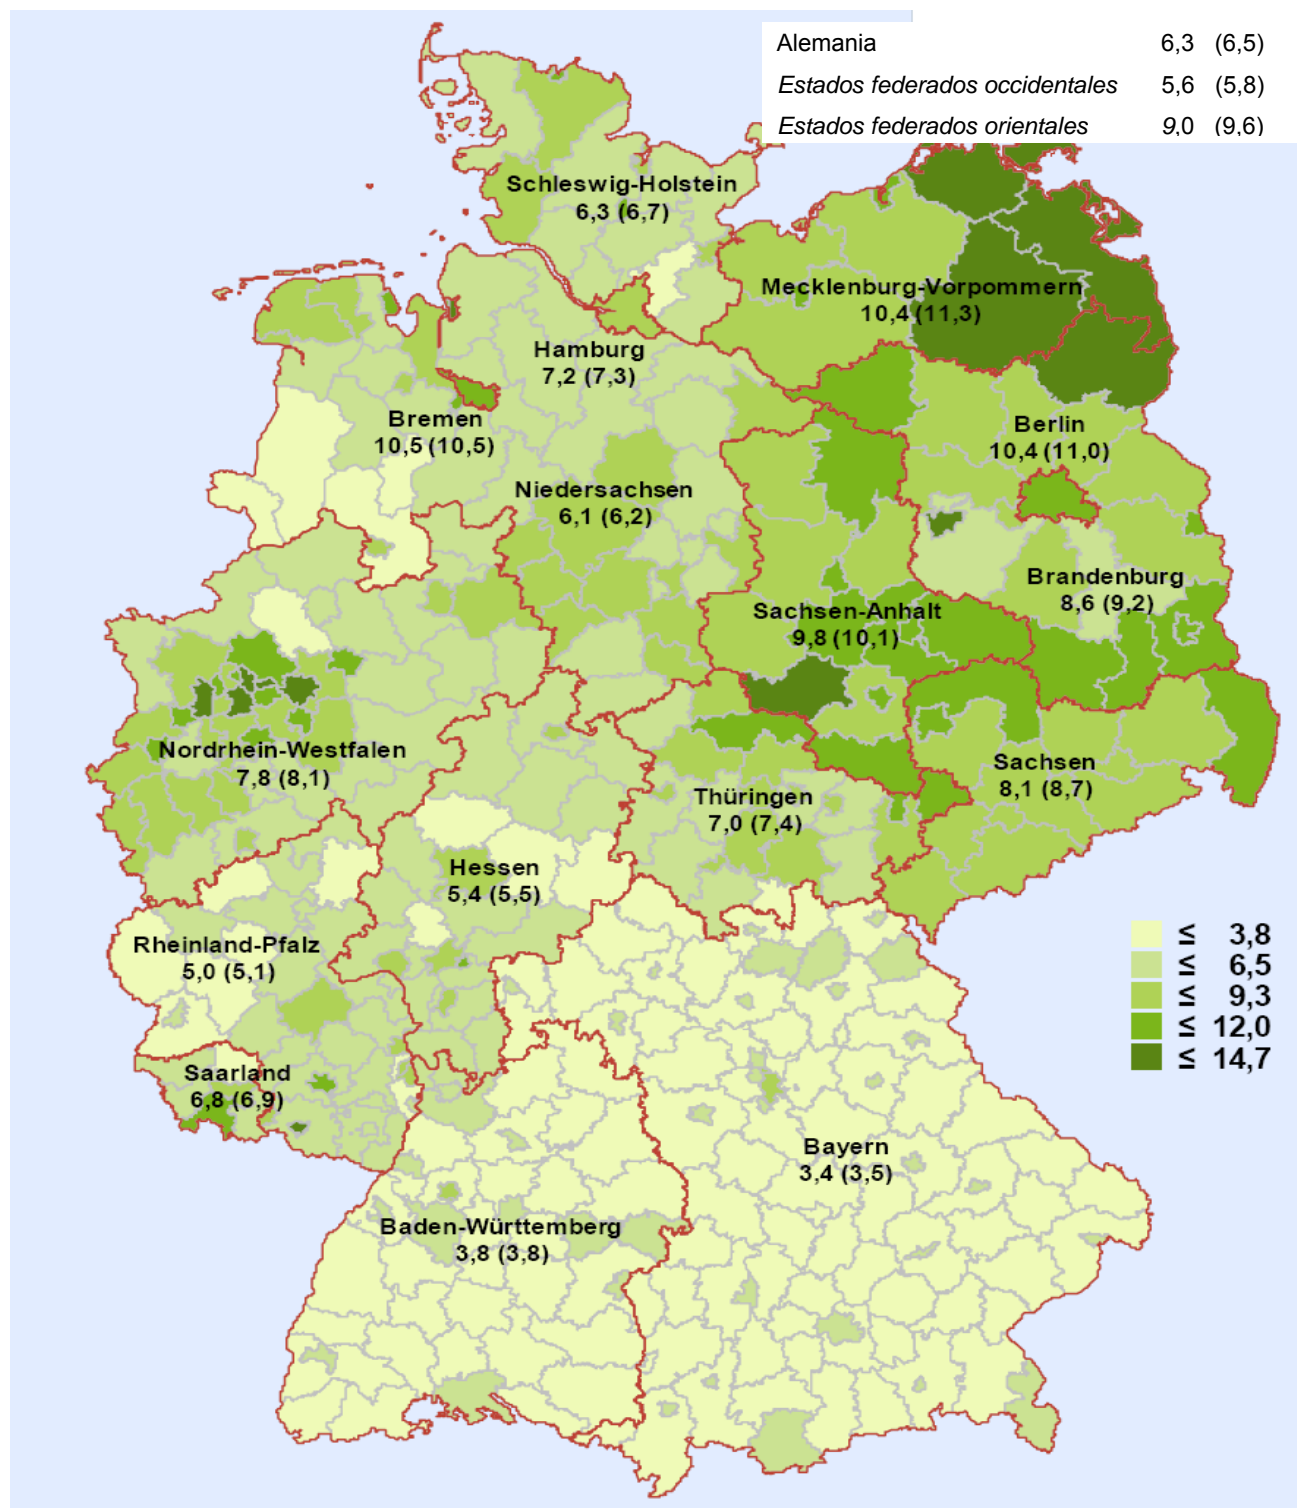 Alemania 6,3 (6,5)
Estados federados occidentales 5,6 (5,8)
Estados federados orientales 9,0 (9,6)
Schleswig-Holstein
6,3 (6,7)
Mecklenburg-Vorpommern
10,4 (11,3)
Hamburg
7,2 (7,3)
Bremen
10,5 (10,5)
Berlin
10,4 (11,0)
Niedersachsen
6,1 (6,2)
Brandenburg
8,6 (9,2)
Sachsen-Anhalt
9,8 (10,1)
Nordrhein-Westfalen
7,8 (8,1)
Sachsen
8,1 (8,7)
Thüringen
7,0 (7,4)
Hessen
5,4 (5,5)
Rheinland-Pfalz
5,0 (5,1)
≤ 3,8
≤ 6,5
≤ 9,3
≤ 12,0
≤ 14,7
Saarland
6,8 (6,9)
Bayern
3,4 (3,5)
Baden-Württemberg
3,8 (3,8)